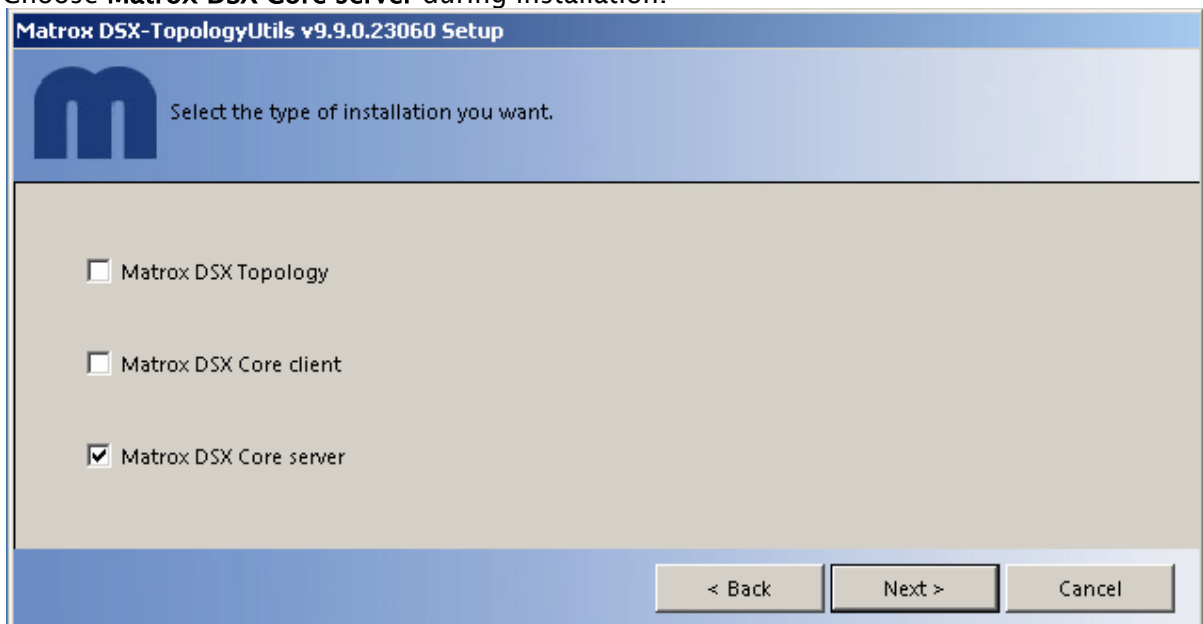 Choose Matrox DSX Core server during installation.
Matrox DSX-TopologyUtils v9.9.0.23060 Setup
Select the type of installation you want.
Matrox DSX Topology
Matrox DSX Core client
Matrox DSX Core server
< Back Next > Cancel